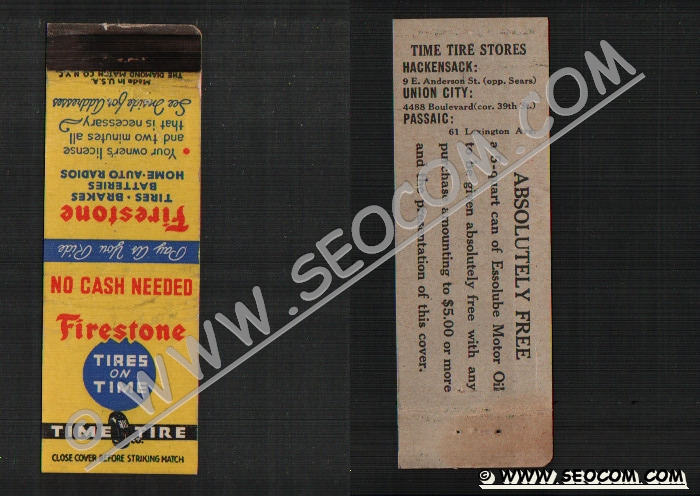 Made in U.S.A.
THE DIAMOND MATCH CO. N.Y.C.
See Inside for Addresses
• Your owner's license
and two minutes all
that is necessary
HOME-AUTO RADIOS
BATTERIES
TIRES • BRAKES
Firestone
Pay As You Ride
NO CASH NEEDED
Firestone
TIRES
ON
TIME
TIME TIRE
CO.
CLOSE COVER BEFORE STRIKING MATCH
TIME TIRE STORES
HACKENSACK:
9 E. Anderson St. (opp. Sears)
UNION CITY:
4488 Boulevard (cor. 39th St.)
PASSAIC:
61 Lexington
ABSOLUTELY FREE
quart can of Essolube Motor Oil
to be given absolutely free with any
purchase amounting to $5.00 or more
and the presentation of this cover.
© WWW.SEOCOM.COM
© WWW.SEOCOM.COM ©